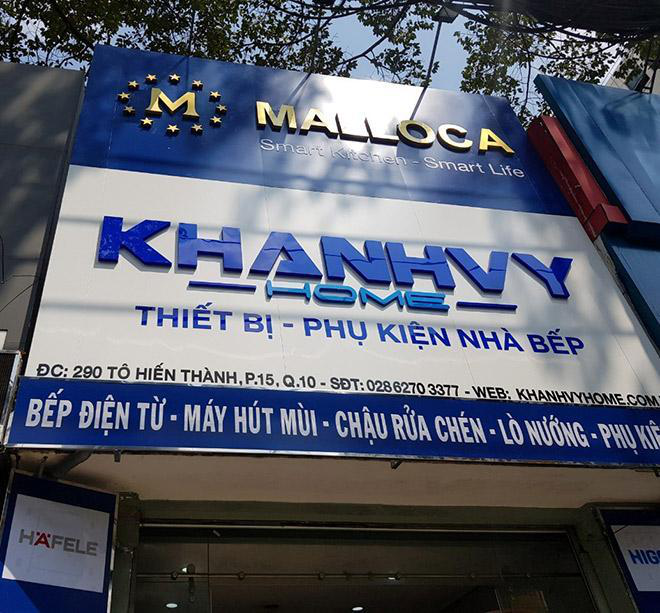 M MALLOCA
Smart Kitchen - Smart Life
KHANHVY
HOME
THIẾT BỊ - PHỤ KIỆN NHÀ BẾP
ĐC: 290 TÔ HIẾN THÀNH, P.15, Q.10 - SĐT: 028 6270 3377 - WEB: KHANHVYHOME.COM
BẾP ĐIỆN TỪ - MÁY HÚT MÙI - CHẬU RỬA CHÉN - LÒ NƯỚNG - PHỤ
HÄFELE